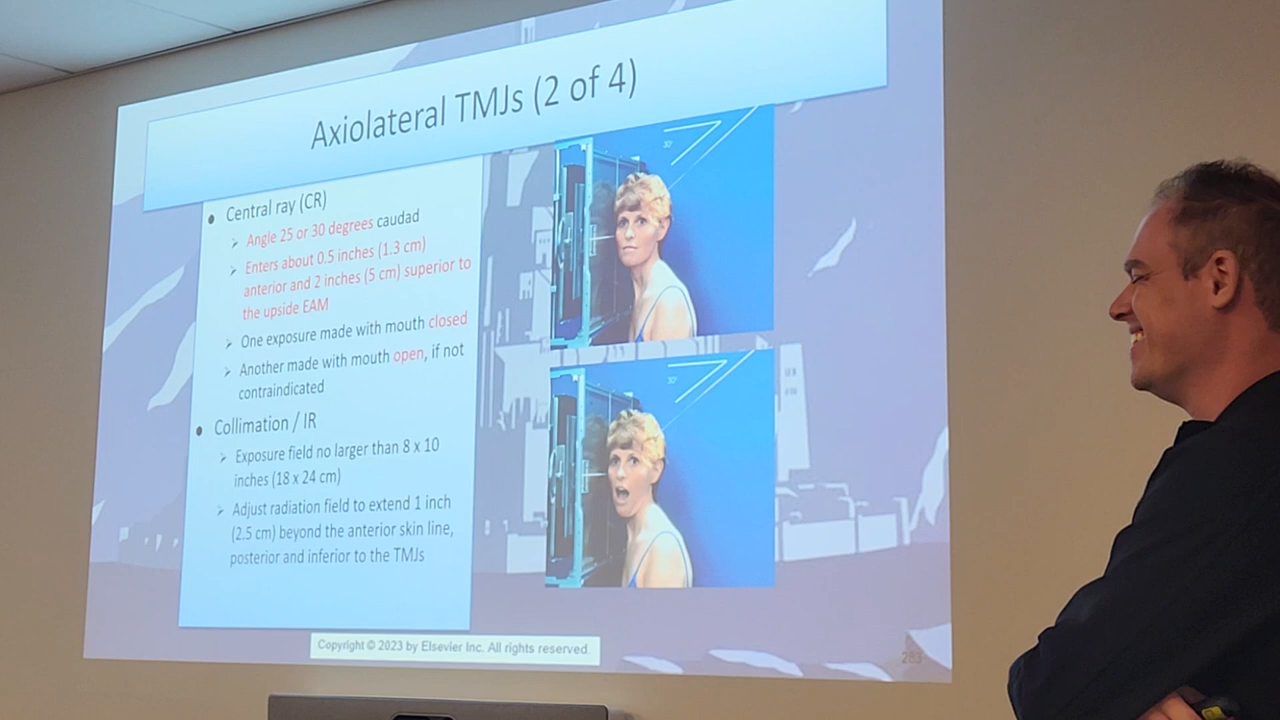 Axiolateral TMJs (2 of 4)
Central ray (CR)
Angle 25 or 30 degrees caudad
Enters about 0.5 inches (1.3 cm)
anterior and 2 inches (5 cm) superior to
the upside EAM
One exposure made with mouth closed
Another made with mouth open, if not
contraindicated
Collimation / IR
Exposure field no larger than 8 x 10
inches (18 x 24 cm)
Adjust radiation field to extend 1 inch
(2.5 cm) beyond the anterior skin line,
posterior and inferior to the TMJs
30°
30°
Copyright © 2023 by Elsevier Inc. All rights reserved.
283